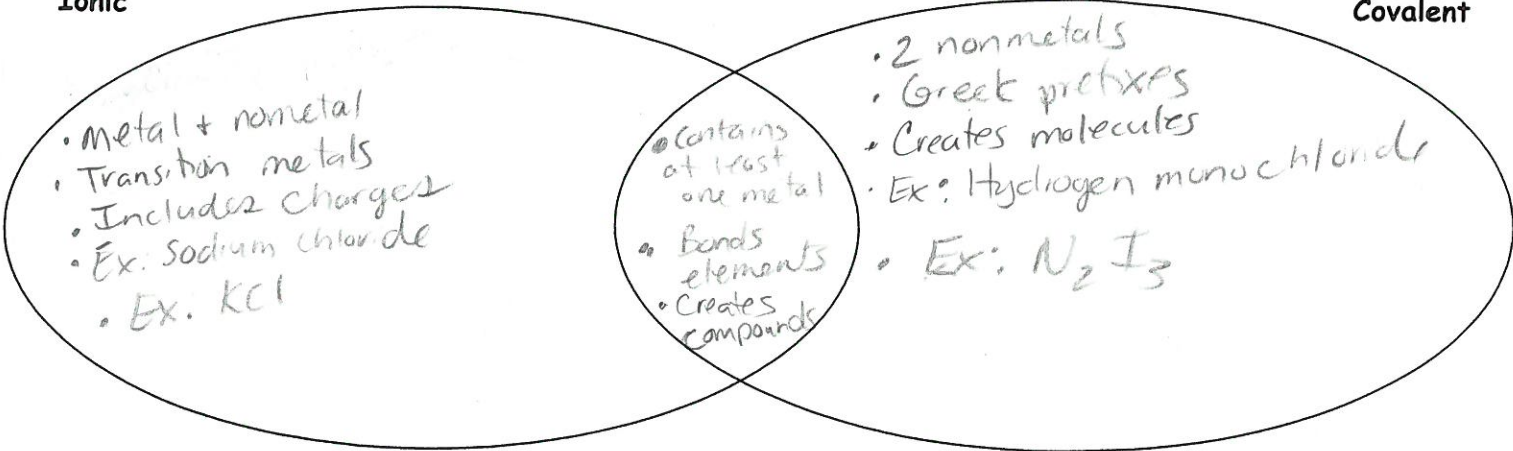 Ionic
Covalent
• Metal + nometal
• Transition metals
• Includes Charges
• Ex: Sodium chloride
• Ex. KCl
• Contains
at least
one metal
• Bonds
elements
• Creates
compounds
• 2 nonmetals
• Greek prefixes
• Creates molecules
• Ex: Hydrogen monochloride
• Ex: N₂I₃